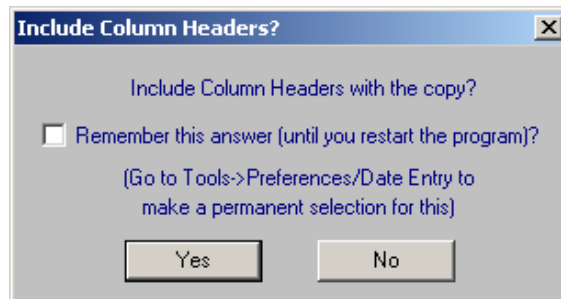 Include Column Headers?
Include Column Headers with the copy?
Remember this answer (until you restart the program)?
(Go to Tools->Preferences/Date Entry to
make a permanent selection for this)
Yes
No